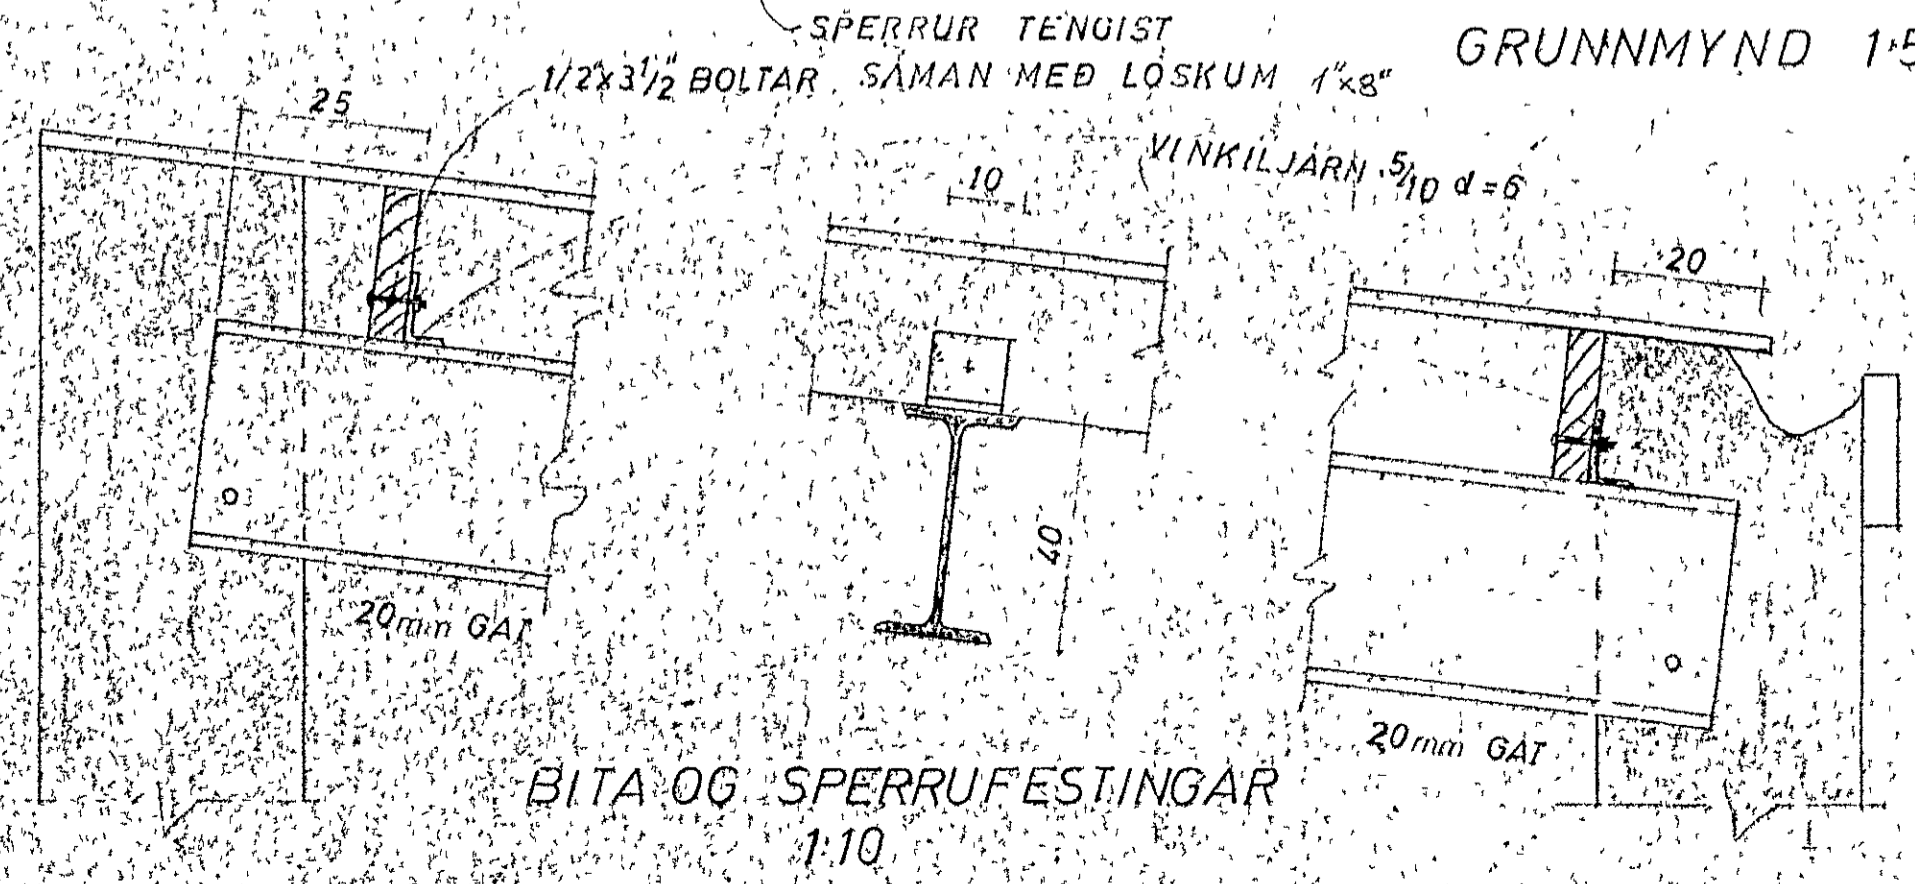 SPERRUR TENGIST
GRUNNMYND 1:5
1/2"x3 1/2" BOLTAR SAMAN MEÐ LÖSKUM 1"x8"
25
VINKILJÁRN 5/10 d=6
10
20
40
20mm GAT
20mm GAT
BITA OG SPERRUFESTINGAR
1:10